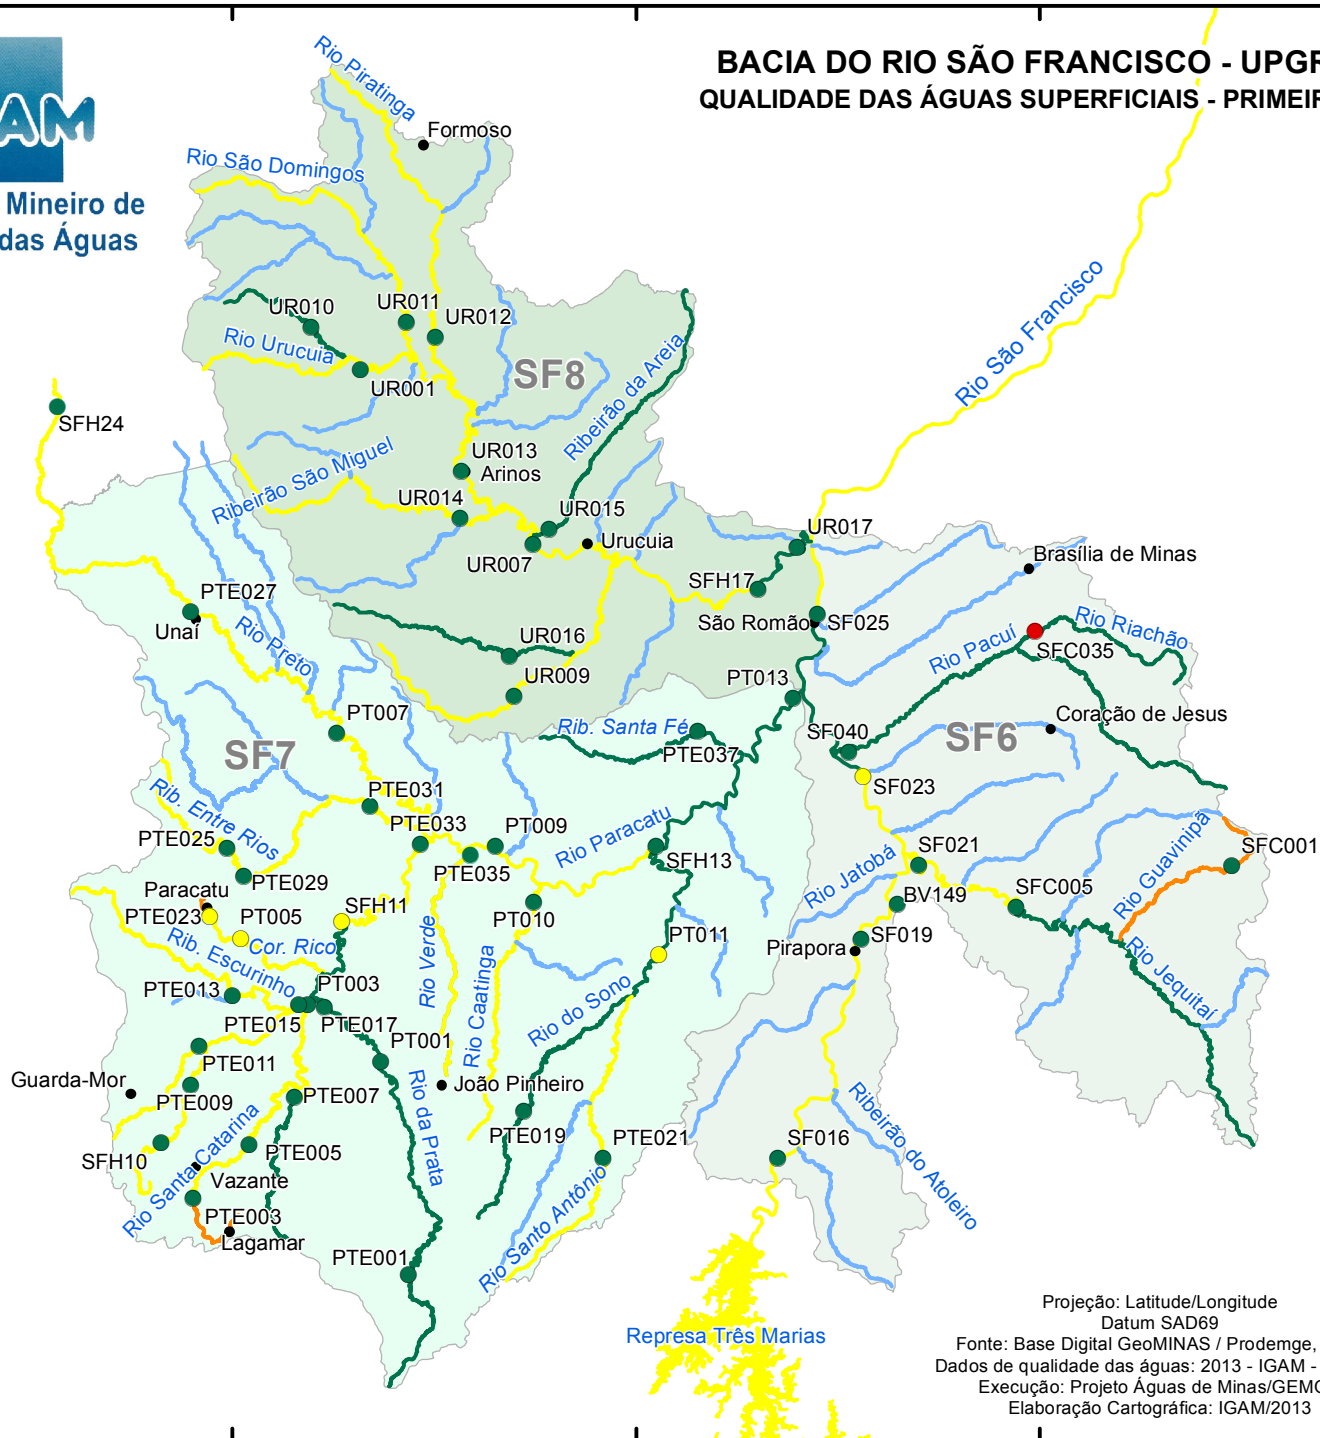 BACIA DO RIO SÃO FRANCISCO - UPGR
QUALIDADE DAS ÁGUAS SUPERFICIAIS - PRIMEIR
AM
Mineiro de
das Águas
Rio Piratinga
Formoso
Rio São Domingos
UR010
UR011
UR012
Rio Urucuia
UR001
SF8
Ribeirão da Areia
Rio São Francisco
SFH24
UR013
Arinos
Ribeirão São Miguel
UR014
UR015
UR007
Urucuia
UR017
Brasília de Minas
SFH17
PTE027
Unaí
Rio Preto
São Romão
SF025
Rio Riachão
Rio Pacuí
SFC035
UR016
UR009
PT013
PT007
Rib. Santa Fé
PTE037
SF040
Coração de Jesus
SF6
SF7
SF023
Rib. Entre Rios
PTE031
PTE033
PT009
Rio Paracatu
PTE025
PTE035
SFH13
Rio Jatobá
SF021
Rio Guavinipã
SFC001
PTE029
Paracatu
PTE023
PT005
SFH11
Cor. Rico
PT010
BV149
SFC005
Rib. Escurinho
Rio Verde
Rio Caatinga
PT011
Pirapora
SF019
Rio Jequitaí
PTE013
PT003
PTE015
PTE017
Rio do Sono
PT001
PTE011
Guarda-Mor
PTE009
PTE007
Rio da Prata
João Pinheiro
PTE019
PTE021
SF016
Ribeirão do Atoleiro
SFH10
Rio Santa Catarina
PTE005
Vazante
PTE003
Lagamar
PTE001
Rio Santo Antônio
Represa Três Marias
Projeção: Latitude/Longitude
Datum SAD69
Fonte: Base Digital GeoMINAS / Prodemge,
Dados de qualidade das águas: 2013 - IGAM -
Execução: Projeto Águas de Minas/GEMO
Elaboração Cartográfica: IGAM/2013